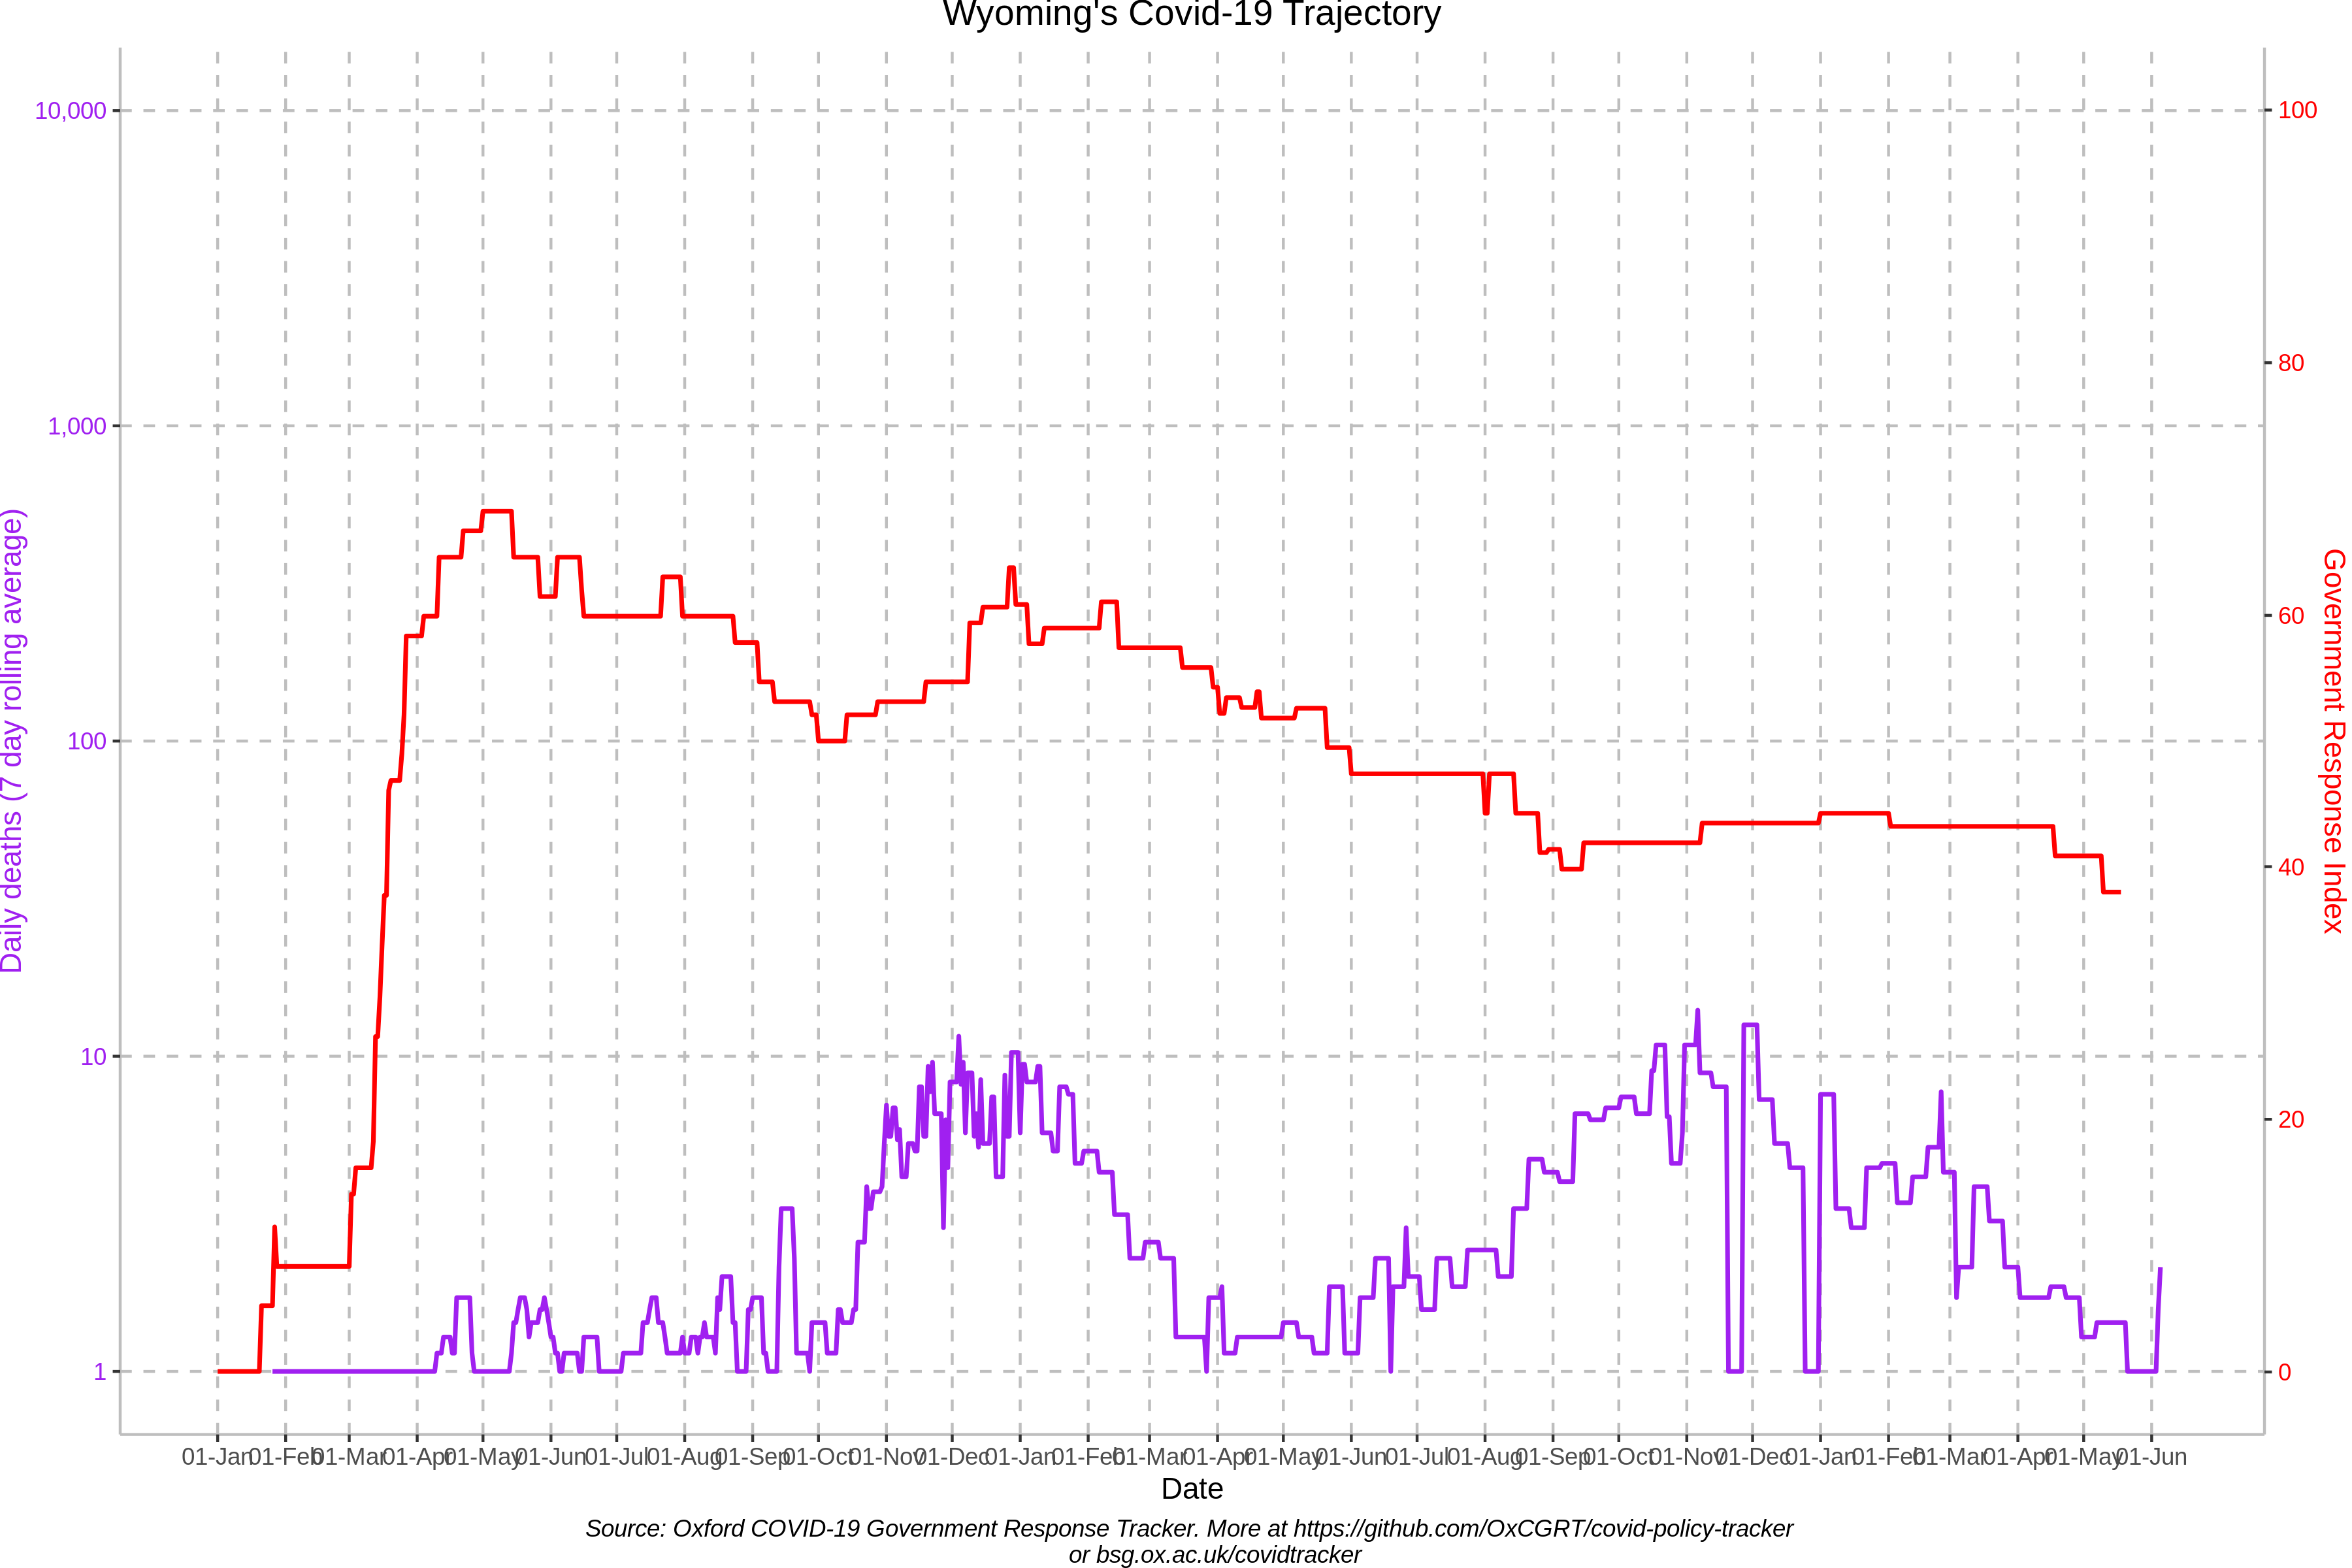 Wyoming's Covid-19 Trajectory
10,000
1,000
100
10
1
Daily deaths (7 day rolling average)
100
80
60
40
20
0
Government Response Index
01-Jan 01-Feb 01-Mar 01-Apr 01-May 01-Jun 01-Jul 01-Aug 01-Sep 01-Oct 01-Nov 01-Dec 01-Jan 01-Feb 01-Mar 01-Apr 01-May 01-Jun 01-Jul 01-Aug 01-Sep 01-Oct 01-Nov 01-Dec 01-Jan 01-Feb 01-Mar 01-Apr 01-May 01-Jun
Date
Source: Oxford COVID-19 Government Response Tracker. More at https://github.com/OxCGRT/covid-policy-tracker
or bsg.ox.ac.uk/covidtracker